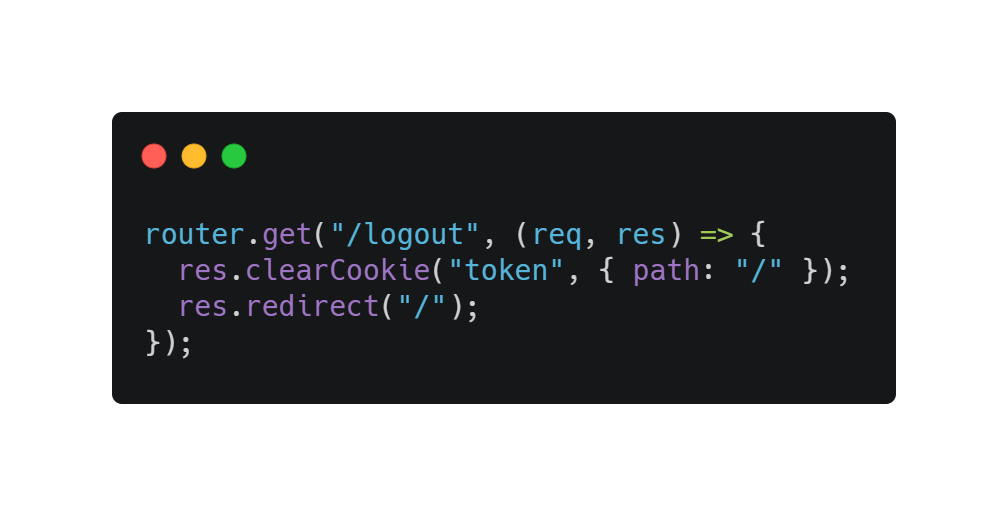 router.get("/logout", (req, res) => {
  res.clearCookie("token", { path: "/" });
  res.redirect("/");
});